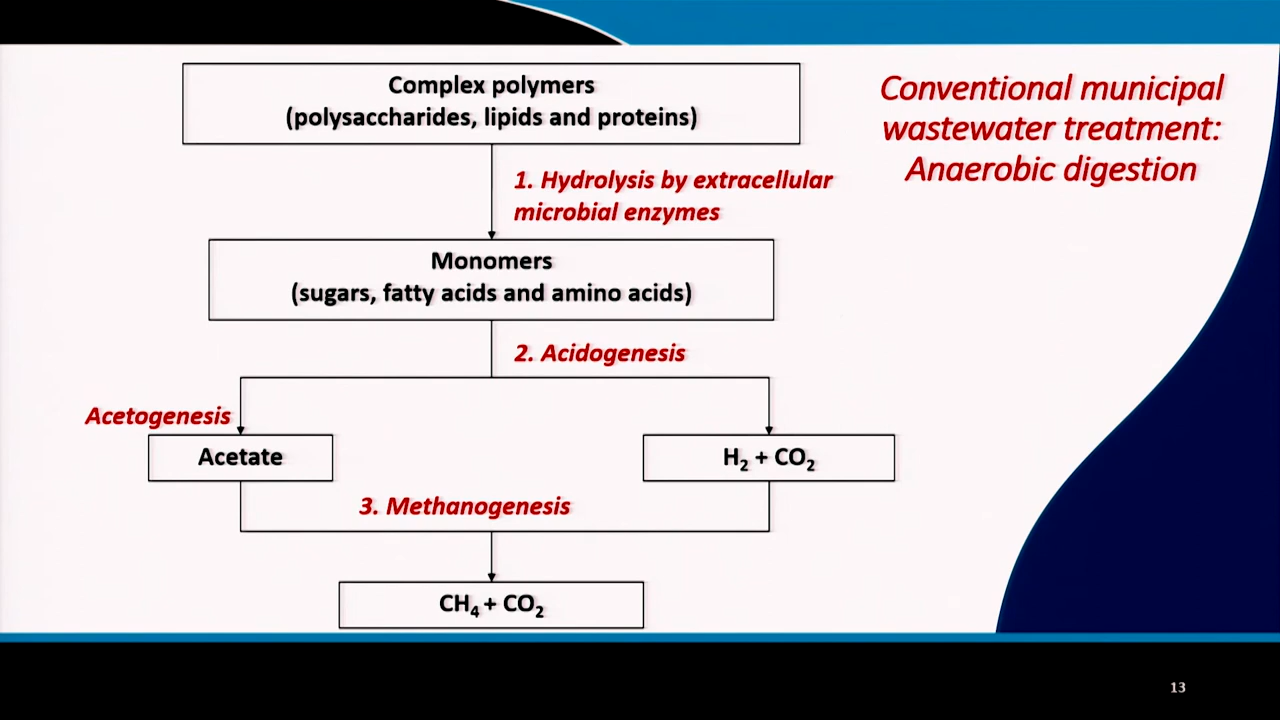 Conventional municipal
wastewater treatment:
Anaerobic digestion
Complex polymers
(polysaccharides, lipids and proteins)
1. Hydrolysis by extracellular
microbial enzymes
Monomers
(sugars, fatty acids and amino acids)
2. Acidogenesis
Acetogenesis
Acetate
H₂ + CO₂
3. Methanogenesis
CH₄ + CO₂
13